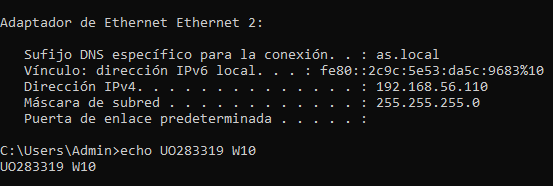 Adaptador de Ethernet Ethernet 2:
Sufijo DNS específico para la conexión. . : as.local
Vínculo: dirección IPv6 local. . . : fe80::2c9c:5e53:da5c:9683%10
Dirección IPv4. . . . . . . . . . . . . . : 192.168.56.110
Máscara de subred . . . . . . . . . . . . : 255.255.255.0
Puerta de enlace predeterminada . . . . . :
C:\Users\Admin>echo UO283319 W10
UO283319 W10